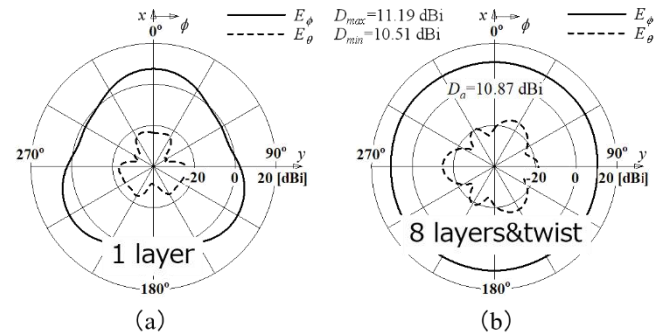 x ϕ — E_ϕ D_max=11.19 dBi x ϕ — E_ϕ
0° --- E_θ D_min=10.51 dBi 0° --- E_θ
D_a=10.87 dBi
270° 90° y 270° 90° y
-20 0 20 [dBi] -20 0 20 [dBi]
1 layer 8 layers&twist
180° 180°
(a) (b)